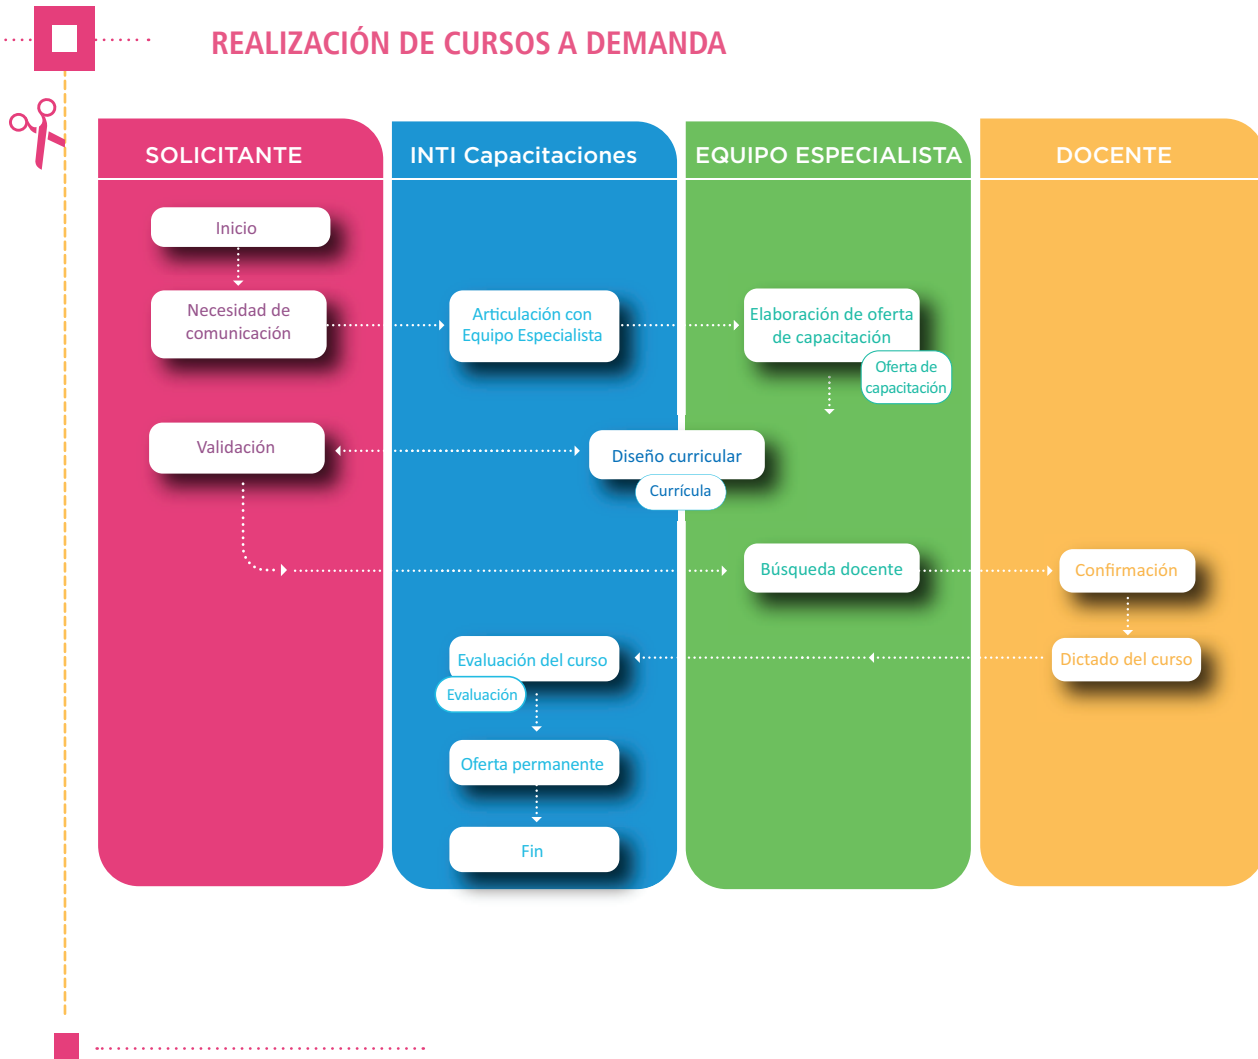 REALIZACIÓN DE CURSOS A DEMANDA
SOLICITANTE
INTI Capacitaciones
EQUIPO ESPECIALISTA
DOCENTE
Inicio
Necesidad de
comunicación
Articulación con
Equipo Especialista
Elaboración de oferta
de capacitación
Oferta de
capacitación
Validación
Diseño curricular
Currícula
Búsqueda docente
Confirmación
Evaluación del curso
Evaluación
Dictado del curso
Oferta permanente
Fin